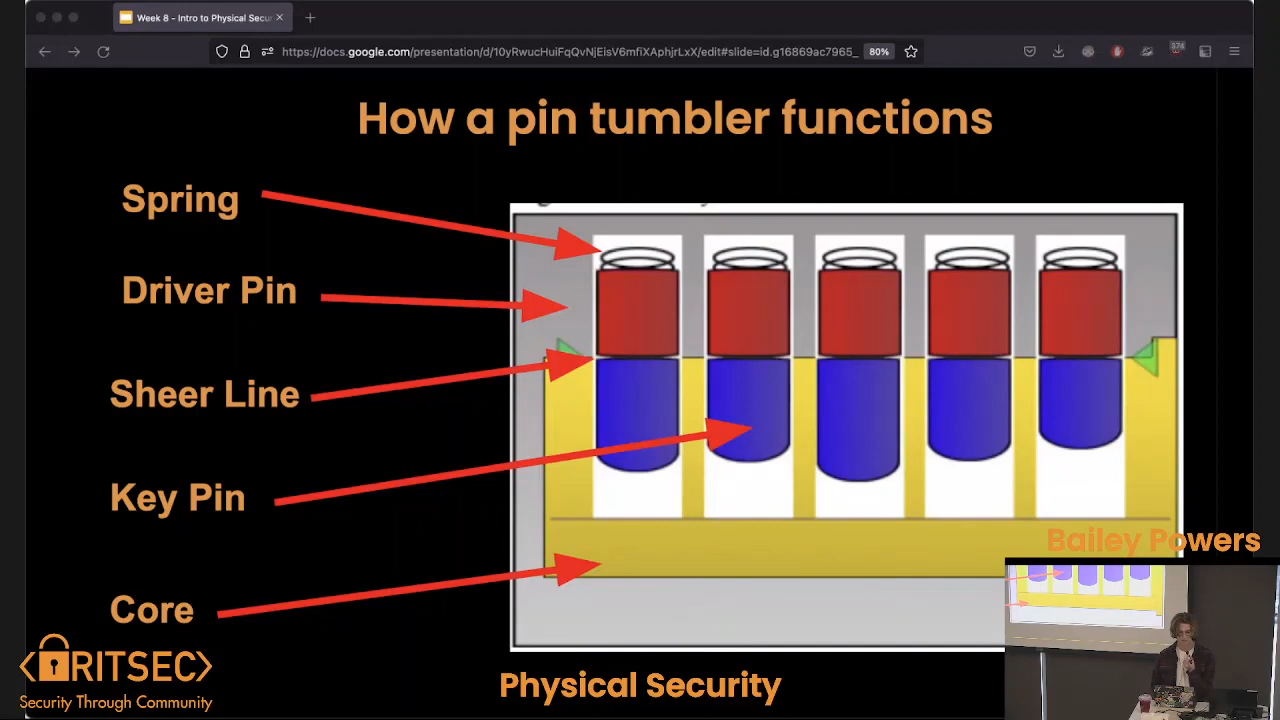 Week 8 - Intro to Physical Secur
https://docs.google.com/presentation/d/10yRwucHuiFqQvNjEisV6mfiXAphjrLxX/edit#slide=id.g16869ac7965_
80%
374
How a pin tumbler functions
Spring
Driver Pin
Sheer Line
Key Pin
Core
Bailey Powers
RITSEC
Security Through Community
Physical Security